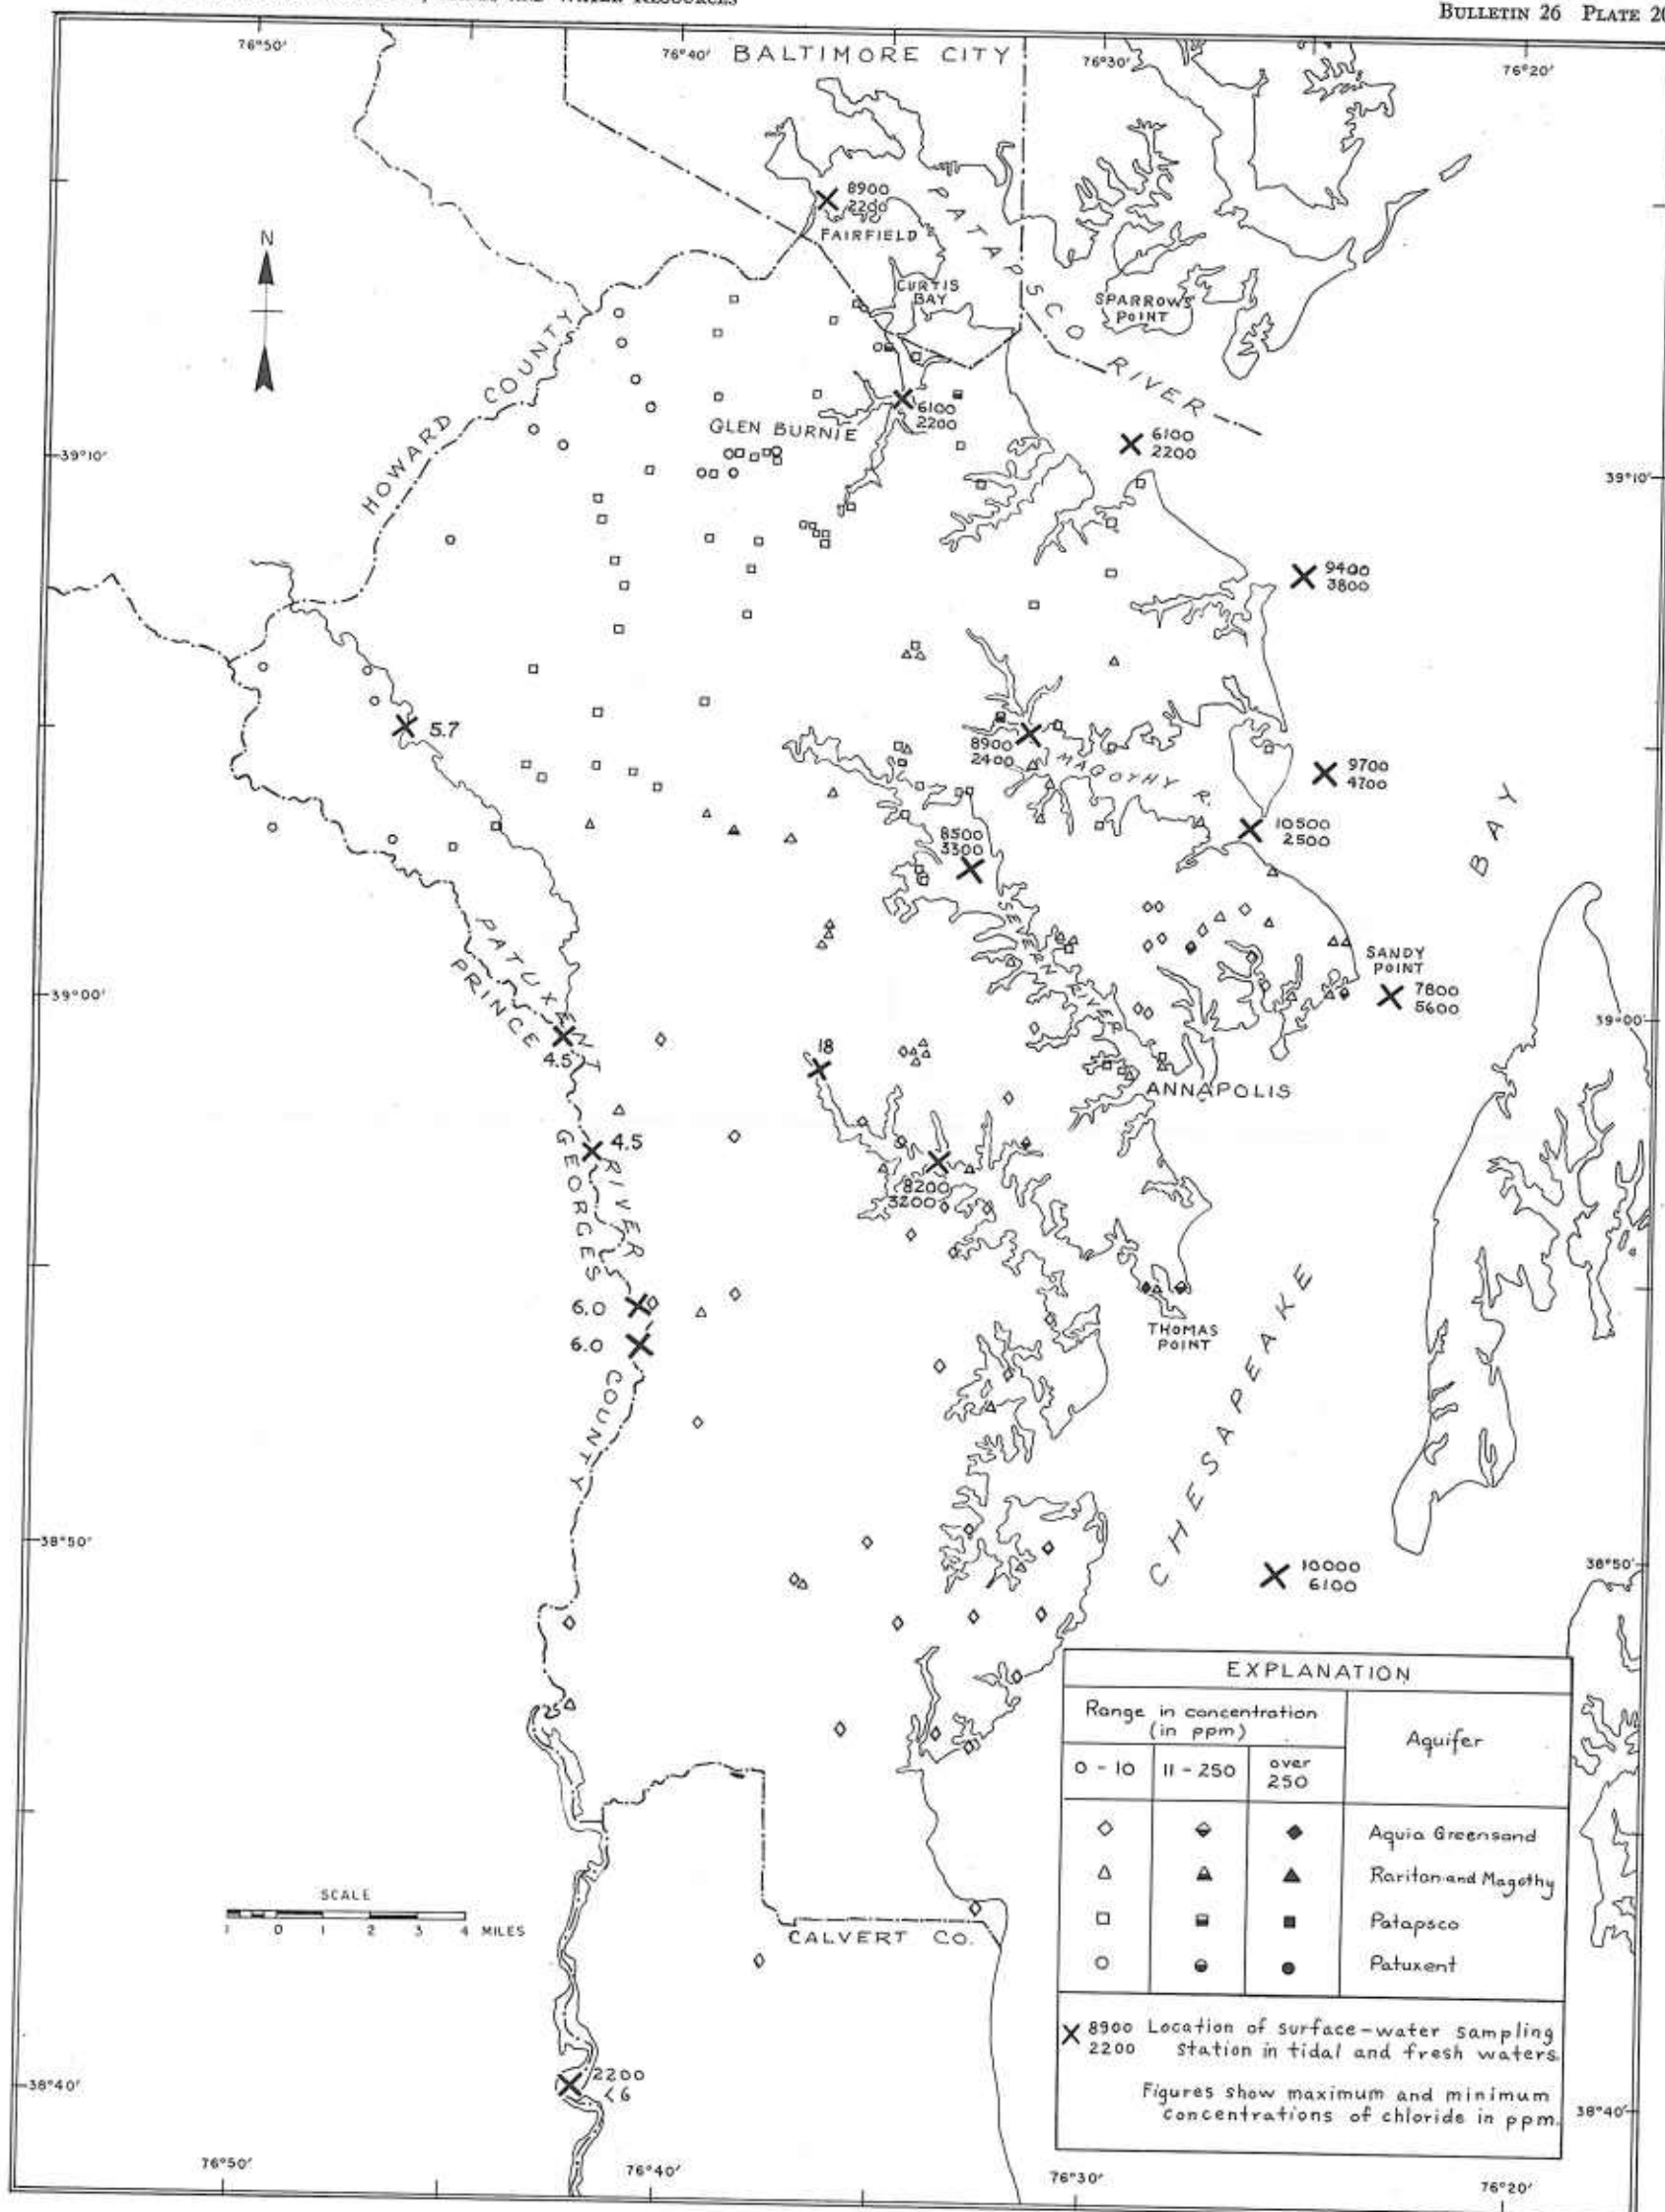 AND WATER RESOURCES
BULLETIN 26 PLATE 20
76°50'
76°40'
BALTIMORE CITY
76°30'
76°20'
8900
2200
FAIRFIELD
PATAPSCO RIVER
CURTIS
BAY
SPARROWS
POINT
N
HOWARD COUNTY
GLEN BURNIE
6100
2200
6100
2200
39°10'
39°10'
9400
3800
5.7
8900
2400
MAGOTHY R.
9700
4700
10500
2500
8500
3300
SEVERN RIVER
SANDY
POINT
7800
5600
39°00'
39°00'
PATUXENT RIVER
PRINCE GEORGES COUNTY
4.5
18
ANNAPOLIS
4.5
8200
3200
6.0
6.0
THOMAS
POINT
CHESAPEAKE BAY
38°50'
38°50'
10000
6100
SCALE
1 0 1 2 3 4 MILES
CALVERT CO.
2200
<6
38°40'
38°40'
76°50'
76°40'
76°30'
76°20'
EXPLANATION
Range in concentration
(in ppm)
Aquifer
0 - 10
11 - 250
over
250
Aquia Greensand
Raritan and Magothy
Patapsco
Patuxent
8900 Location of surface-water sampling
2200 station in tidal and fresh waters.
Figures show maximum and minimum
concentrations of chloride in ppm.